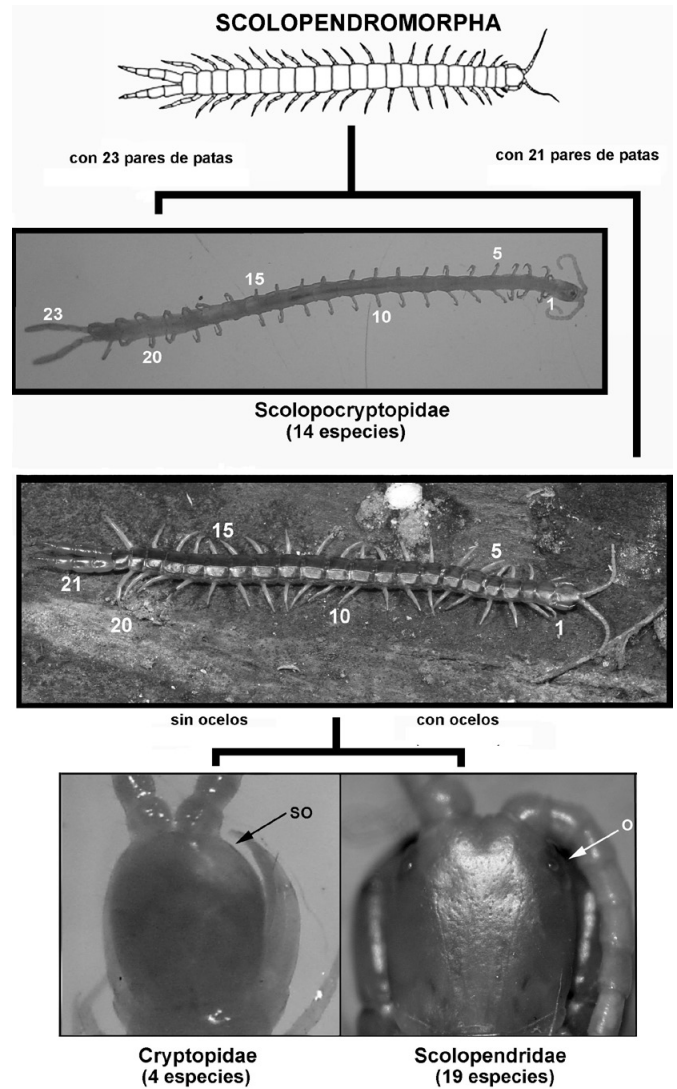 SCOLOPENDROMORPHA
con 23 pares de patas
con 21 pares de patas
5
15
1
23
10
20
Scolopocryptopidae
(14 especies)
15
5
21
10
20
1
sin ocelos
con ocelos
SO
O
Cryptopidae
(4 especies)
Scolopendridae
(19 especies)